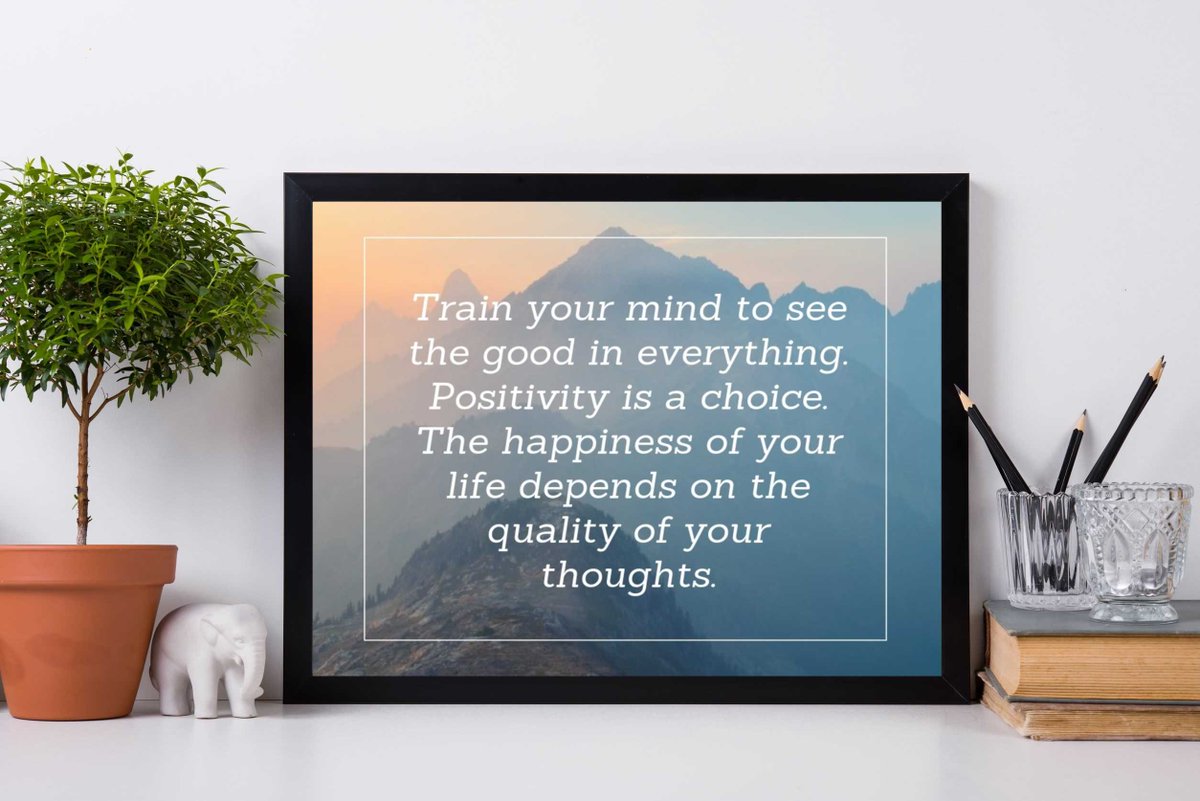 Train your mind to see
the good in everything.
Positivity is a choice.
The happiness of your
life depends on the
quality of your
thoughts.